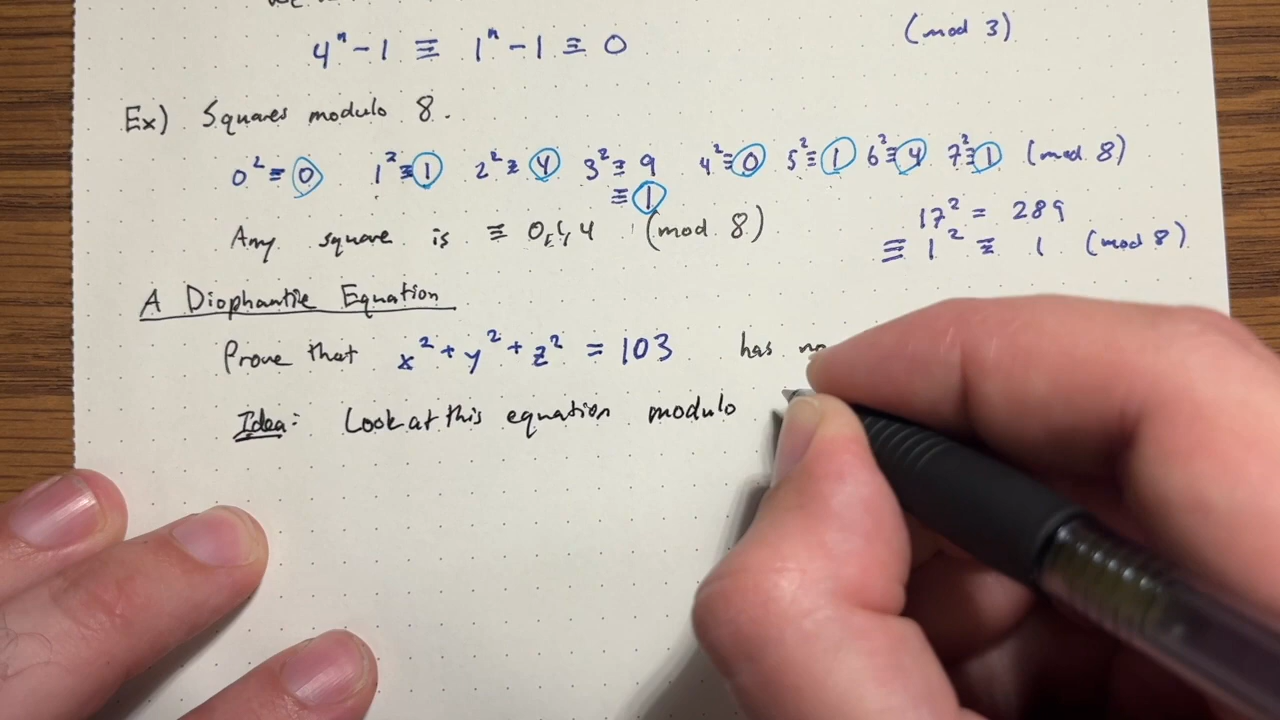 4ⁿ - 1 ≡ 1ⁿ - 1 ≡ 0 (mod 3)
Ex) Squares modulo 8.
0² ≡ 0 1² ≡ 1 2² ≡ 4 3² ≡ 9 4² ≡ 0 5² ≡ 1 6² ≡ 4 7² ≡ 1 (mod 8)
≡ 1
17² = 289
Any square is ≡ 0, 1, 4 (mod 8)
≡ 1² ≡ 1 (mod 8)
A Diophantie Equation
Prove that x² + y² + z² = 103 has no
Idea: Look at this equation modulo